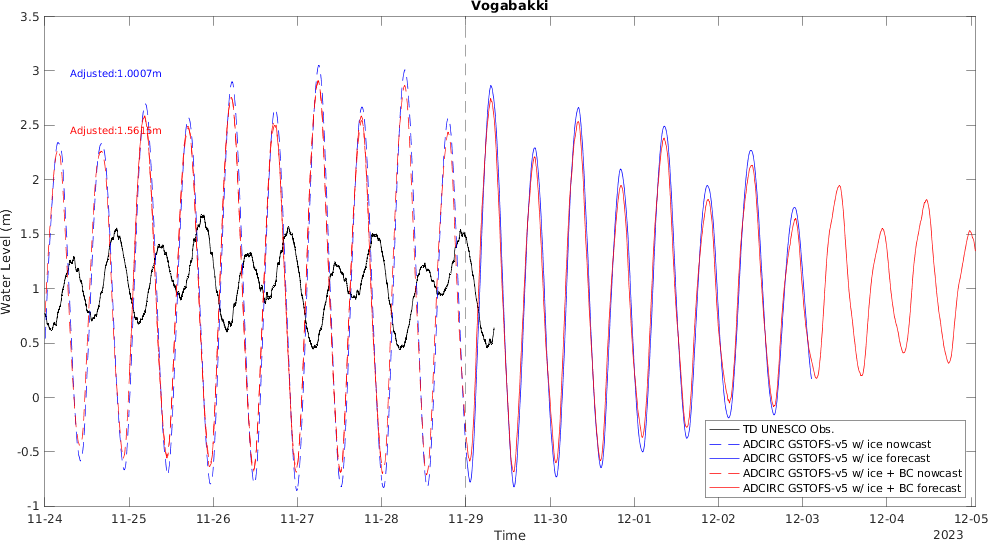 Vogabakki
3.5
3
2.5
2
1.5
1
0.5
0
-0.5
-1
Water Level (m)
Adjusted:1.0007m
Adjusted:1.5615m
TD UNESCO Obs.
ADCIRC GSTOFS-v5 w/ ice nowcast
ADCIRC GSTOFS-v5 w/ ice forecast
ADCIRC GSTOFS-v5 w/ ice + BC nowcast
ADCIRC GSTOFS-v5 w/ ice + BC forecast
11-24 11-25 11-26 11-27 11-28 11-29 11-30 12-01 12-02 12-03 12-04 12-05
Time
2023